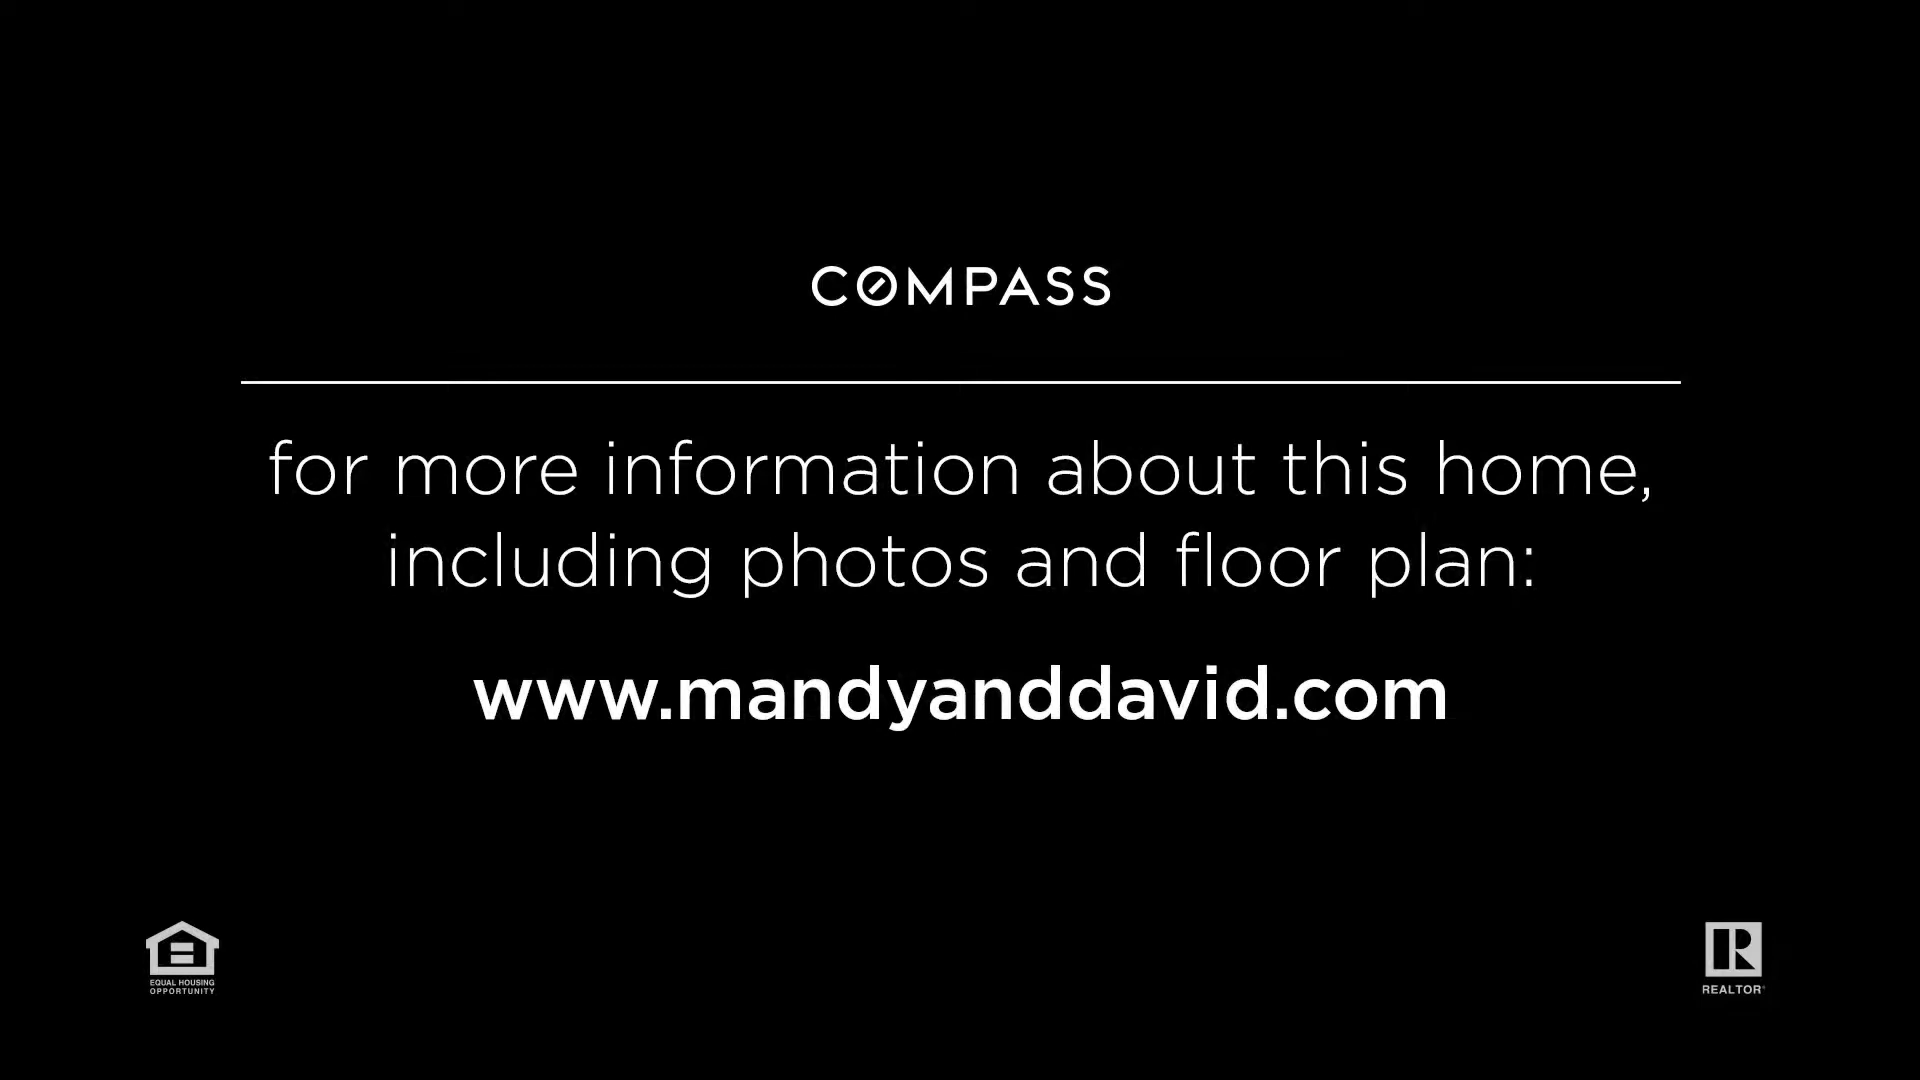 COMPASS
for more information about this home,
including photos and floor plan:
www.mandyanddavid.com
EQUAL HOUSING
OPPORTUNITY
REALTOR®